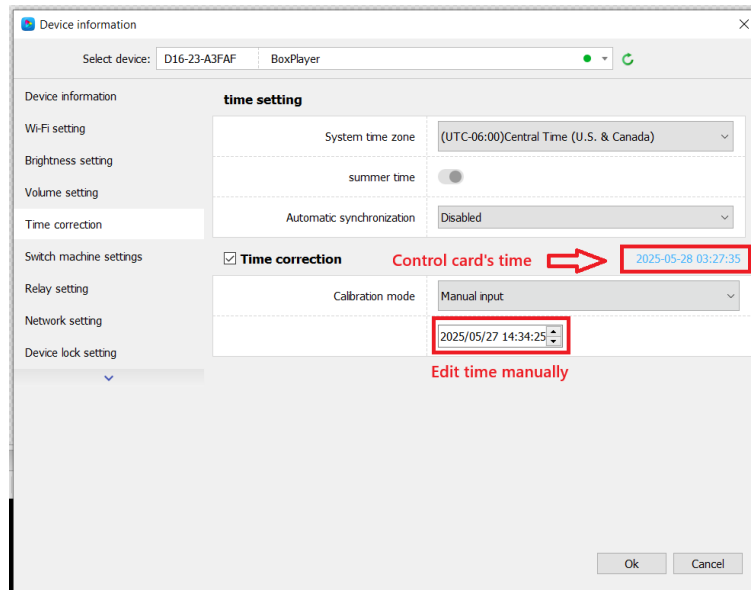 Device information
Select device: D16-23-A3FAF BoxPlayer
Device information
Wi-Fi setting
Brightness setting
Volume setting
Time correction
Switch machine settings
Relay setting
Network setting
Device lock setting
time setting
System time zone (UTC-06:00)Central Time (U.S. & Canada)
summer time
Automatic synchronization Disabled
Time correction Control card's time 2025-05-28 03:27:35
Calibration mode Manual input
2025/05/27 14:34:25
Edit time manually
Ok Cancel